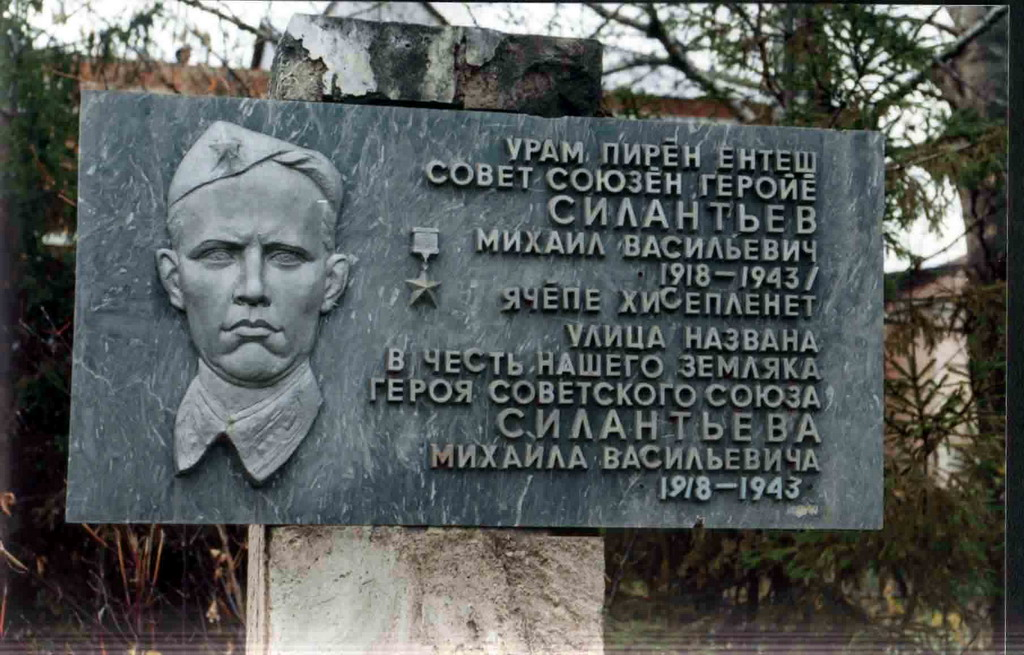 УРАМ ПИРĔН ЕНТЕШ
СОВЕТ СОЮЗĔН ГЕРОЙĔ
СИЛАНТЬЕВ
МИХАИЛ ВАСИЛЬЕВИЧ
1918–1943/
ЯЧĔПЕ ХИСЕПЛЕНЕТ
УЛИЦА НАЗВАНА
В ЧЕСТЬ НАШЕГО ЗЕМЛЯКА
ГЕРОЯ СОВЕТСКОГО СОЮЗА
СИЛАНТЬЕВА
МИХАИЛА ВАСИЛЬЕВИЧА
1918–1943